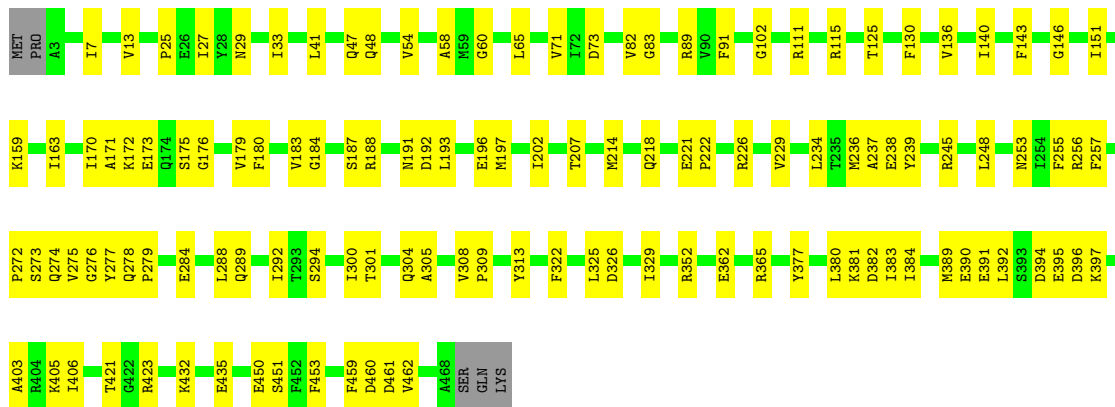 MET PRO A3 I7 V13 P25 E26 I27 Y28 N29 I33 L41 Q47 Q48 V54 A58 M59 G60 L65 V71 I72 D73 V82 G83 R89 V90 F91 G102 R111 R115 T125 F130 V136 I140 F143 G146 I151
K159 I163 I170 A171 K172 E173 Q174 S175 G176 V179 F180 V183 G184 S187 R188 N191 D192 L193 E196 M197 I202 T207 M214 Q218 E221 P222 R226 V229 L234 T235 M236 A237 E238 Y239 R245 L248 N253 I254 F255 R256 F257
P272 S273 Q274 V275 G276 Y277 Q278 P279 E284 L288 Q289 I292 T293 S294 I300 T301 Q304 A305 V308 P309 Y313 F322 L325 D326 I329 R352 E362 R365 Y377 L380 K381 D382 I383 I384 M389 E390 E391 L392 S393 D394 E395 D396 K397
A403 R404 K405 I406 T421 G422 R423 K432 E435 E450 S451 F452 F453 F459 D460 D461 V462 A468 SER GLN LYS